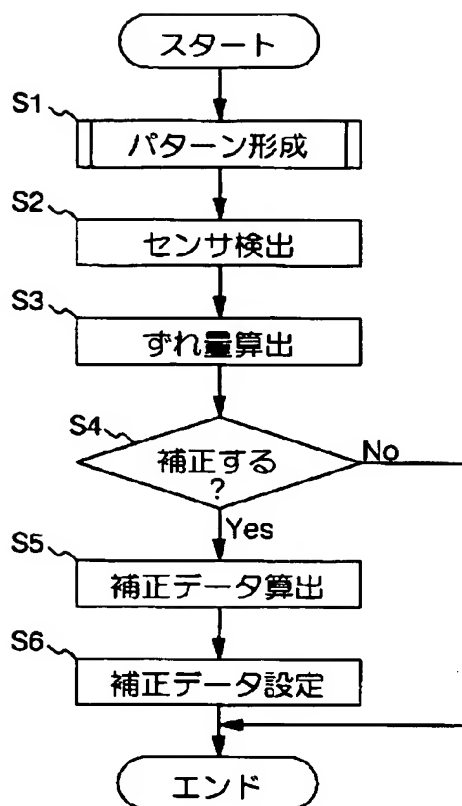 スタート
S1
パターン形成
S2
センサ検出
S3
ずれ量算出
S4
補正する
?
No
Yes
S5
補正データ算出
S6
補正データ設定
エンド